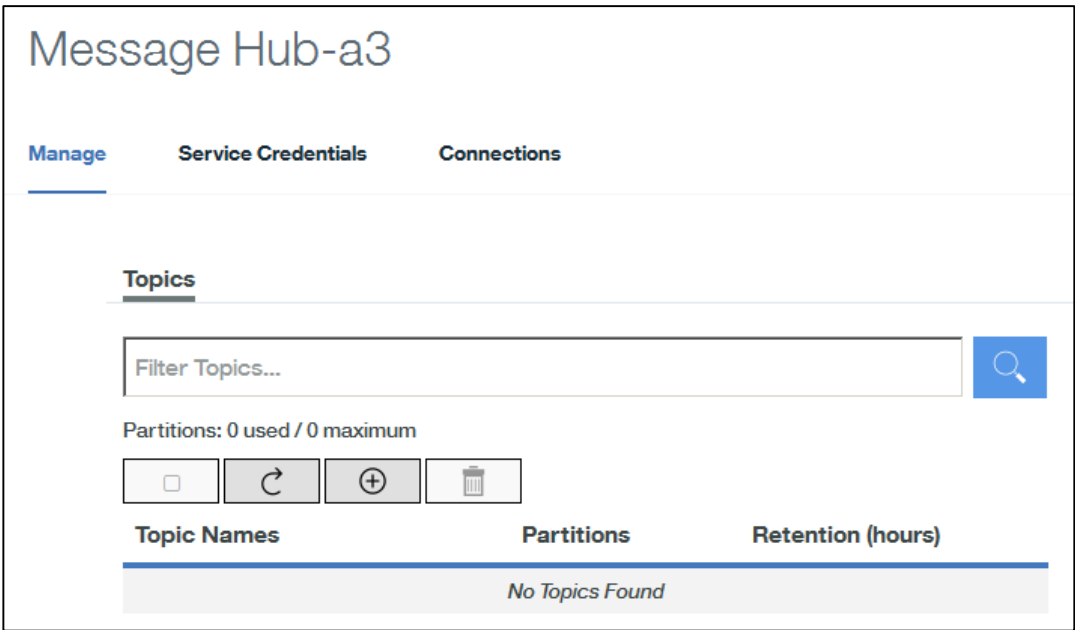 Message Hub-a3
Manage Service Credentials Connections
Topics
Filter Topics...
Partitions: 0 used / 0 maximum
Topic Names Partitions Retention (hours)
No Topics Found